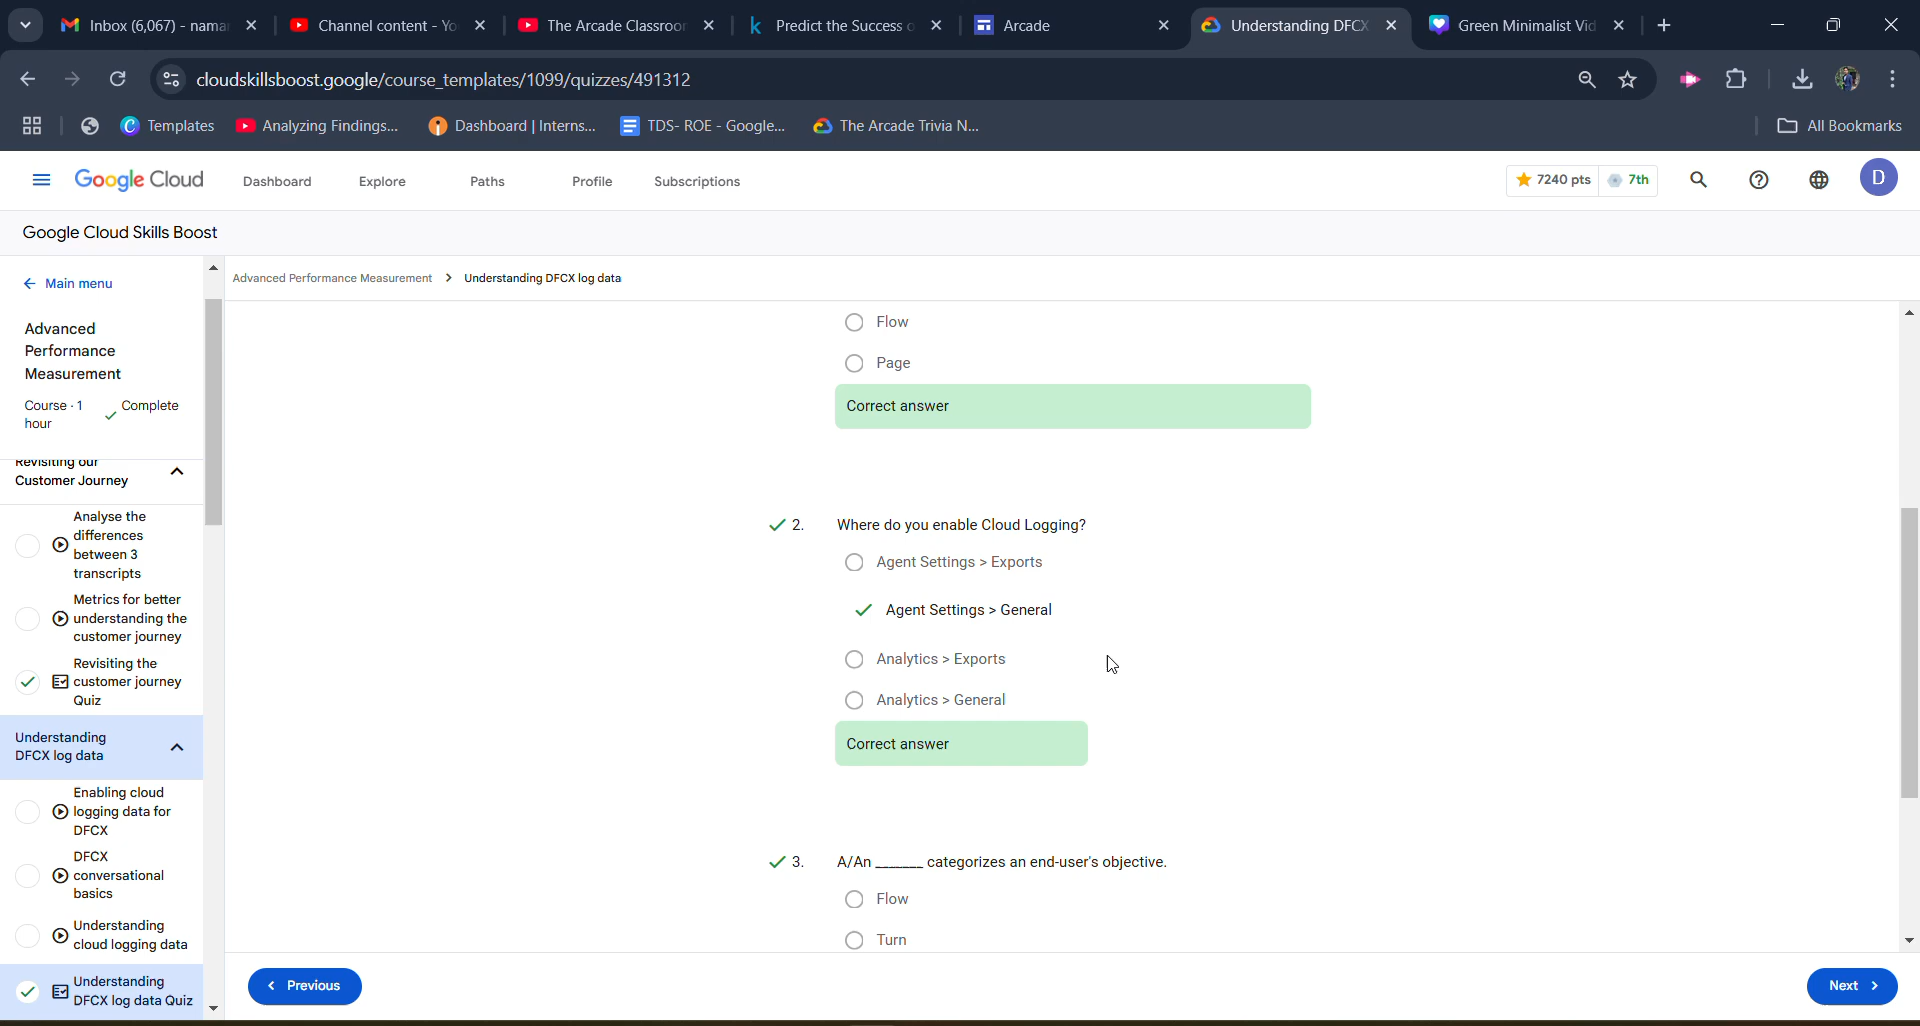 Inbox (6,067) - nama
Channel content - Yo
The Arcade Classroo
Predict the Success o
Arcade
Understanding DFCX
Green Minimalist Vid
cloudskillsboost.google/course_templates/1099/quizzes/491312
Templates
Analyzing Findings...
Dashboard | Interns...
TDS- ROE - Google...
The Arcade Trivia N...
All Bookmarks
Google Cloud
Dashboard
Explore
Paths
Profile
Subscriptions
7240 pts
7th
D
Google Cloud Skills Boost
Main menu
Advanced
Performance
Measurement
Course · 1
hour
Complete
Revisiting our
Customer Journey
Analyse the
differences
between 3
transcripts
Metrics for better
understanding the
customer journey
Revisiting the
customer journey
Quiz
Understanding
DFCX log data
Enabling cloud
logging data for
DFCX
DFCX
conversational
basics
Understanding
cloud logging data
Understanding
DFCX log data Quiz
Advanced Performance Measurement > Understanding DFCX log data
Flow
Page
Correct answer
2. Where do you enable Cloud Logging?
Agent Settings > Exports
Agent Settings > General
Analytics > Exports
Analytics > General
Correct answer
3. A/An ______ categorizes an end-user's objective.
Flow
Turn
Previous
Next